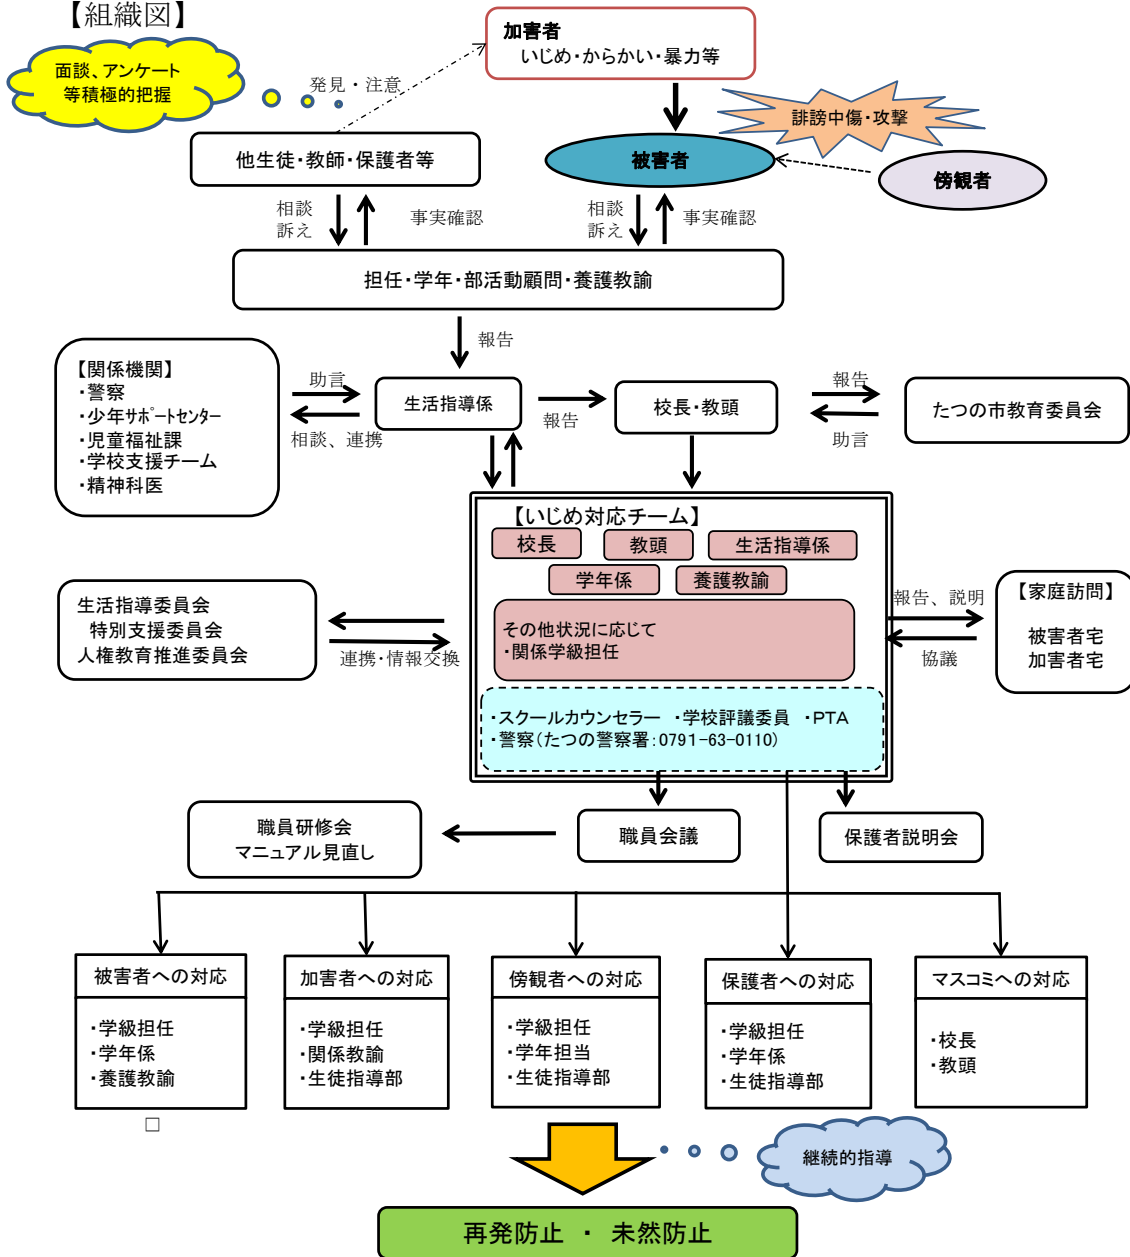 【組織図】
加害者
いじめ・からかい・暴力等
面談、アンケート
等積極的把握
発見・注意
誹謗中傷・攻撃
他生徒・教師・保護者等
被害者
傍観者
相談
訴え
事実確認
相談
訴え
事実確認
担任・学年・部活動顧問・養護教諭
報告
【関係機関】
・警察
・少年サポートセンター
・児童福祉課
・学校支援チーム
・精神科医
助言
相談、連携
生活指導係
報告
校長・教頭
報告
助言
たつの市教育委員会
【いじめ対応チーム】
校長
教頭
生活指導係
学年係
養護教諭
その他状況に応じて
・関係学級担任
・スクールカウンセラー ・学校評議委員 ・PTA
・警察(たつの警察署:0791-63-0110)
生活指導委員会
特別支援委員会
人権教育推進委員会
連携・情報交換
報告、説明
協議
【家庭訪問】
被害者宅
加害者宅
職員研修会
マニュアル見直し
職員会議
保護者説明会
被害者への対応
・学級担任
・学年係
・養護教諭
加害者への対応
・学級担任
・関係教諭
・生徒指導部
傍観者への対応
・学級担任
・学年担当
・生徒指導部
保護者への対応
・学級担任
・学年係
・生徒指導部
マスコミへの対応
・校長
・教頭
□
継続的指導
再発防止 ・ 未然防止